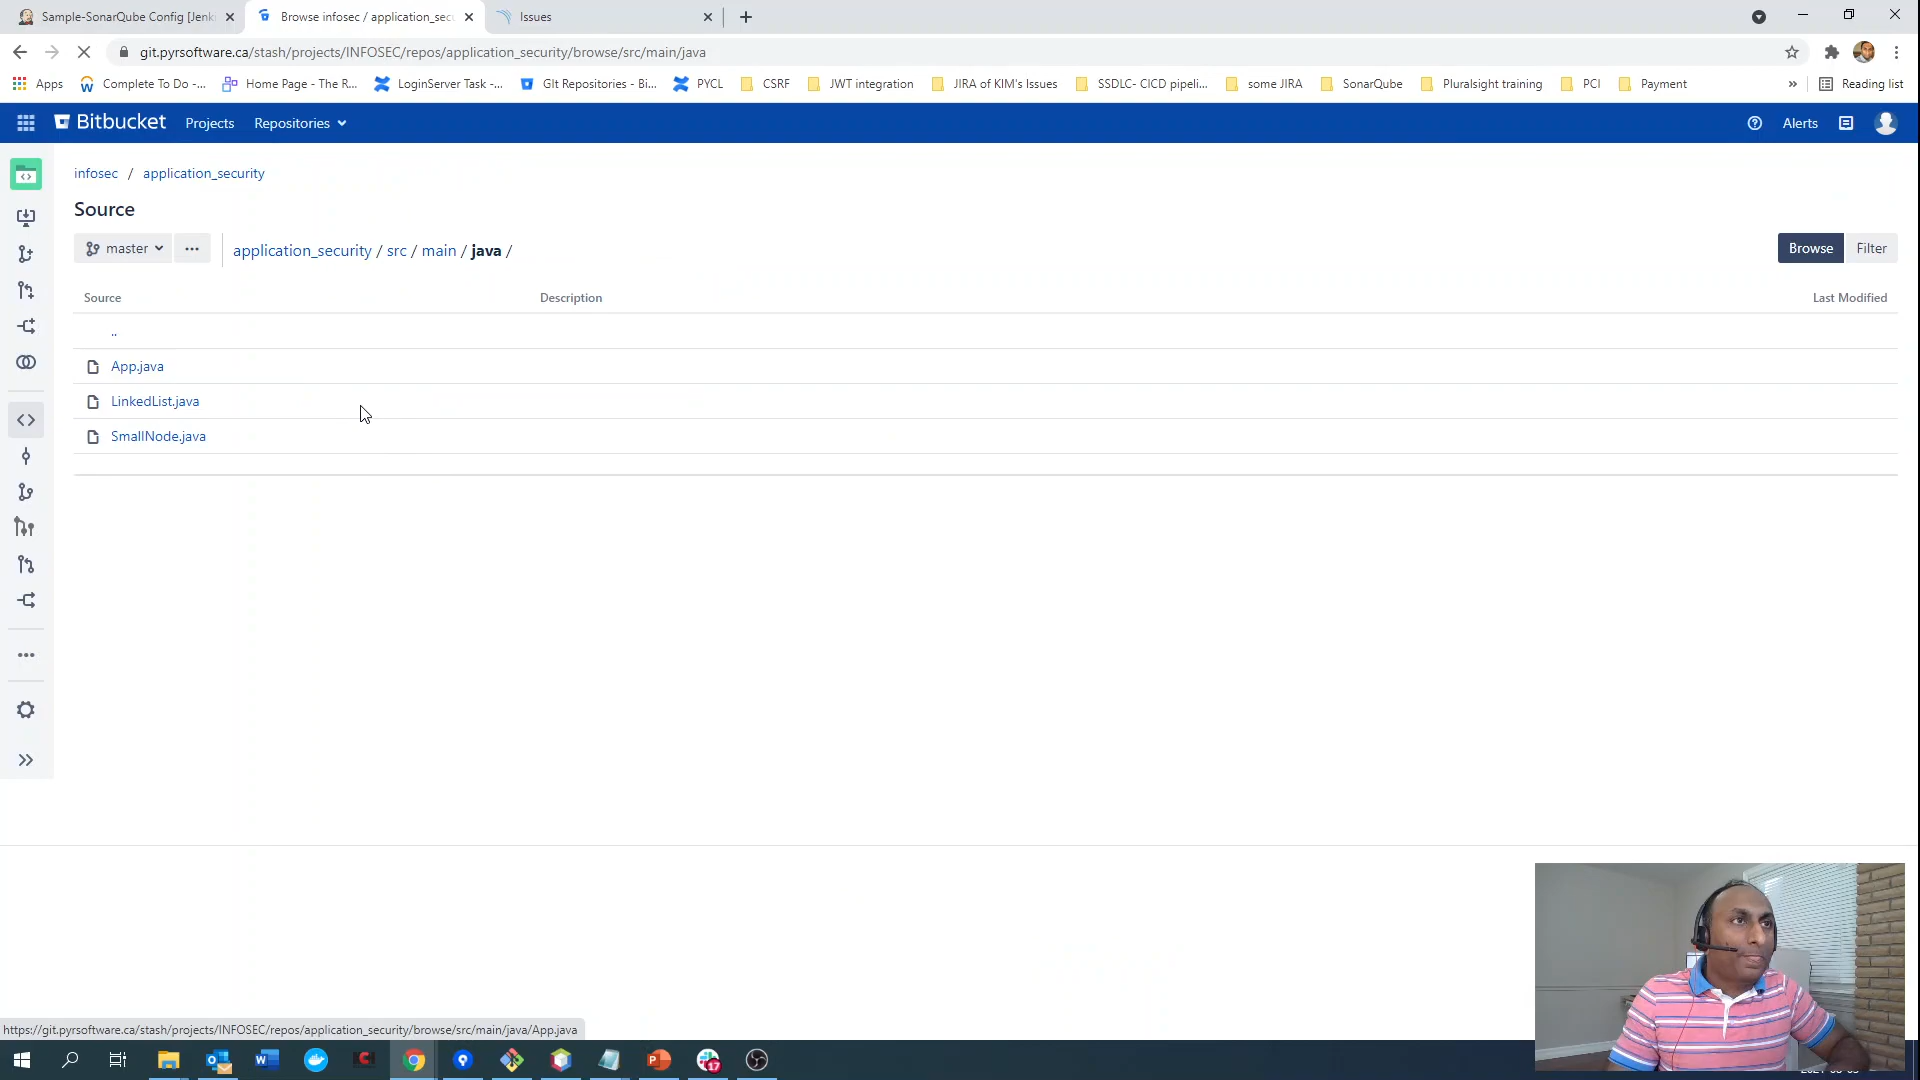 Sample-SonarQube Config [Jenki
Browse infosec / application_secu
Issues
git.pyrsoftware.ca/stash/projects/INFOSEC/repos/application_security/browse/src/main/java
Apps
Complete To Do -...
Home Page - The R...
LoginServer Task -...
GIt Repositories - Bi...
PYCL
CSRF
JWT integration
JIRA of KIM's Issues
SSDLC- CICD pipeli...
some JIRA
SonarQube
Pluralsight training
PCI
Payment
»
Reading list
Bitbucket
Projects
Repositories
Alerts
infosec / application_security
Source
master
application_security / src / main / java /
Browse
Filter
Source
Description
Last Modified
..
App.java
LinkedList.java
SmallNode.java
https://git.pyrsoftware.ca/stash/projects/INFOSEC/repos/application_security/browse/src/main/java/App.java
17